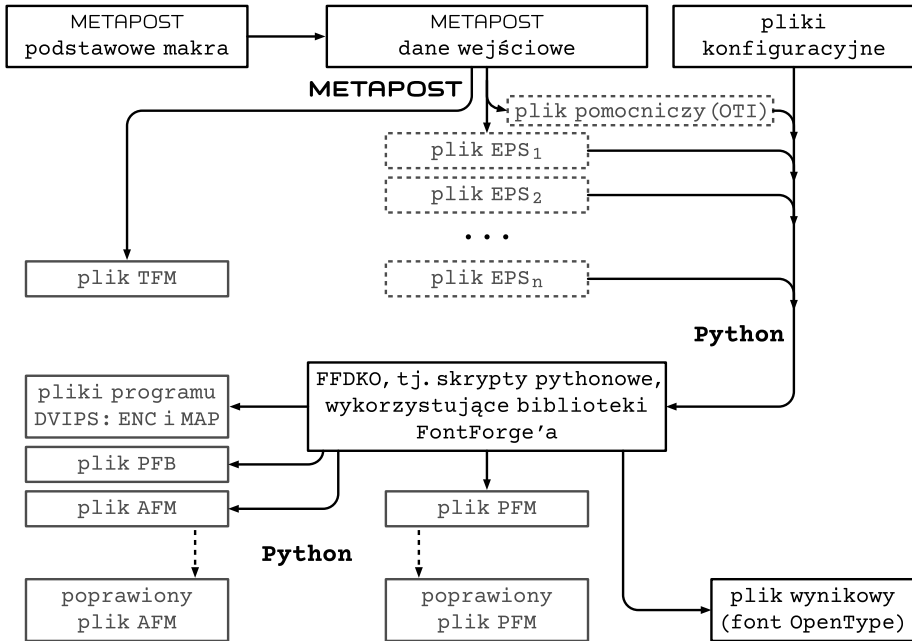 METAPOST
podstawowe makra
METAPOST
dane wejściowe
pliki
konfiguracyjne
METAPOST
plik pomocniczy (OTI)
plik EPS₁
plik EPS₂
...
plik TFM
plik EPSₙ
Python
FFDKO, tj. skrypty pythonowe,
wykorzystujące biblioteki
FontForge’a
pliki programu
DVIPS: ENC i MAP
plik PFB
plik AFM
plik PFM
Python
poprawiony
plik AFM
poprawiony
plik PFM
plik wynikowy
(font OpenType)